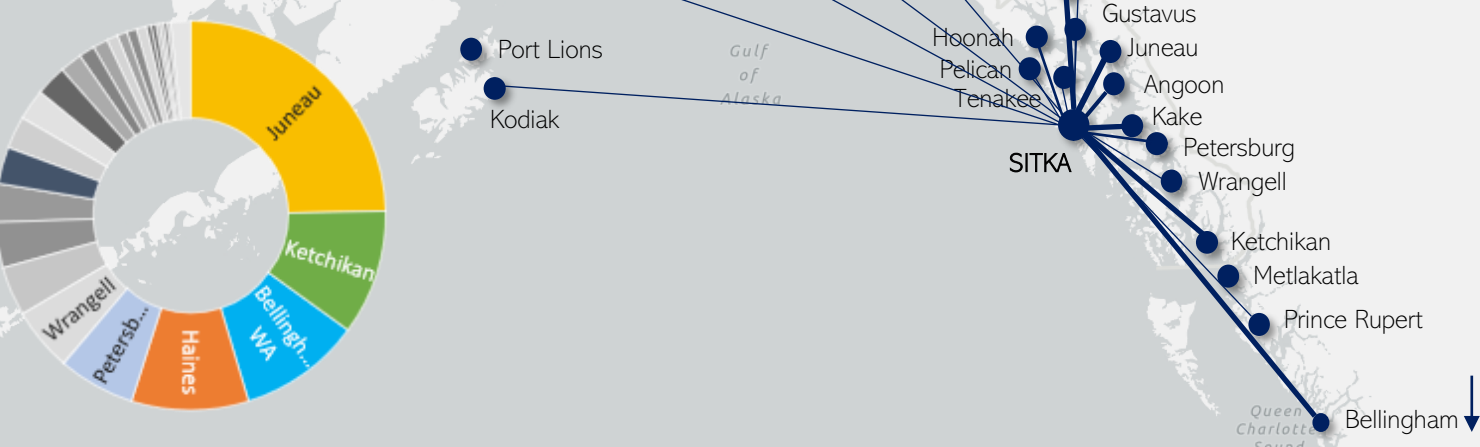 Juneau
Ketchikan
Bellingh...
WA
Haines
Petersb...
Wrangell
Port Lions
Kodiak
Gulf
of
Alaska
Gustavus
Hoonah
Juneau
Pelican
Angoon
Tenakee
Kake
Petersburg
SITKA
Wrangell
Ketchikan
Metlakatla
Prince Rupert
Bellingham
Queen
Charlotte
Sound